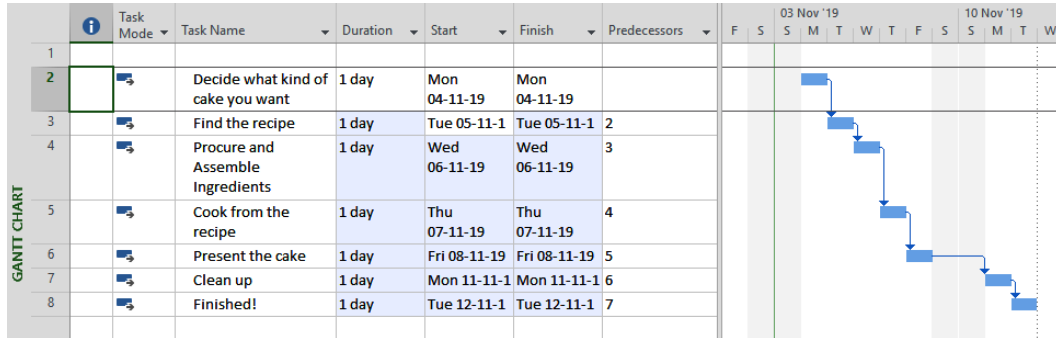 03 Nov '19 10 Nov '19
Task Mode Task Name Duration Start Finish Predecessors F S S M T W T F S S M T W
1
2 Decide what kind of 1 day Mon Mon
cake you want 04-11-19 04-11-19
3 Find the recipe 1 day Tue 05-11-1 Tue 05-11-1 2
4 Procure and 1 day Wed Wed 3
Assemble 06-11-19 06-11-19
Ingredients
5 Cook from the 1 day Thu Thu 4
recipe 07-11-19 07-11-19
6 Present the cake 1 day Fri 08-11-19 Fri 08-11-19 5
7 Clean up 1 day Mon 11-11-1 Mon 11-11-1 6
8 Finished! 1 day Tue 12-11-1 Tue 12-11-1 7
GANTT CHART